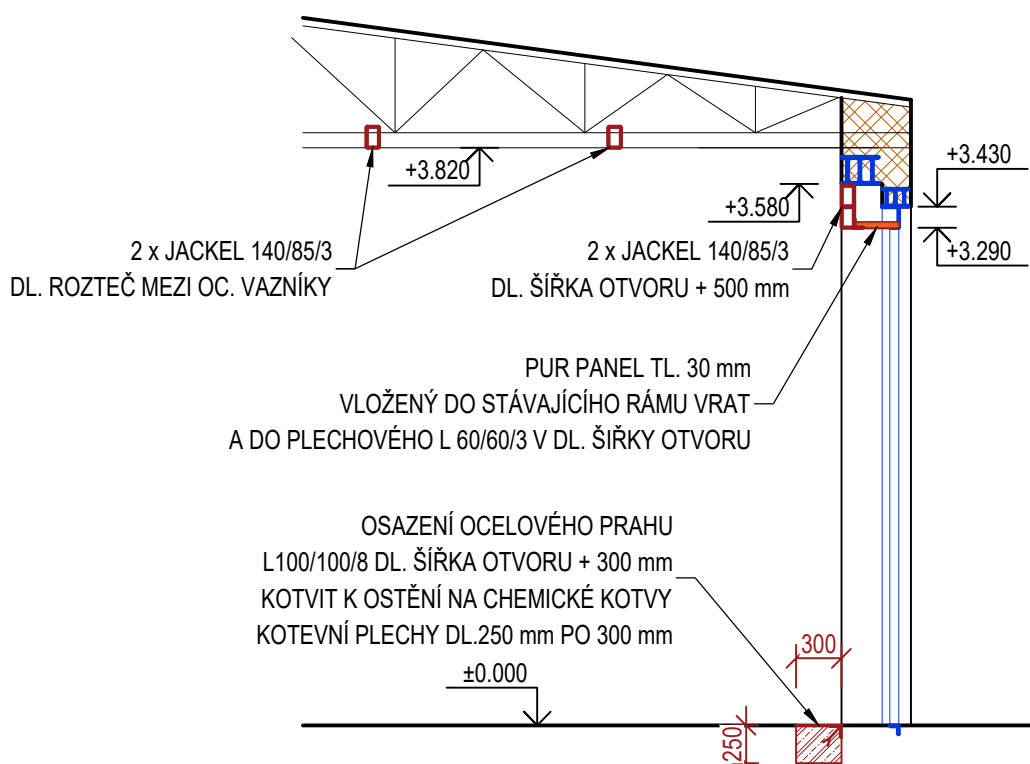 +3.820
+3.430
+3.580
+3.290
2 x JACKEL 140/85/3
DL. ROZTEČ MEZI OC. VAZNÍKY
2 x JACKEL 140/85/3
DL. ŠÍŘKA OTVORU + 500 mm
PUR PANEL TL. 30 mm
VLOŽENÝ DO STÁVAJÍCÍHO RÁMU VRAT
A DO PLECHOVÉHO L 60/60/3 V DL. ŠIŘKY OTVORU
OSAZENÍ OCELOVÉHO PRAHU
L100/100/8 DL. ŠÍŘKA OTVORU + 300 mm
KOTVIT K OSTĚNÍ NA CHEMICKÉ KOTVY
KOTEVNÍ PLECHY DL.250 mm PO 300 mm
300
±0.000
250